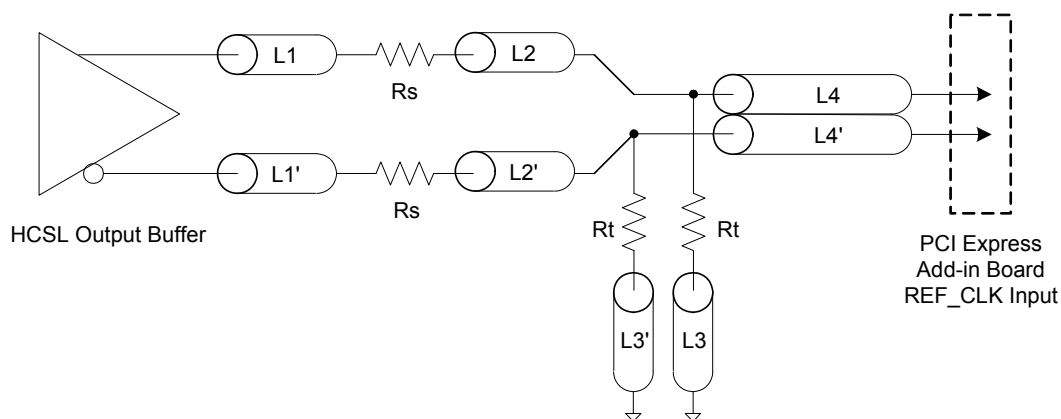 L1
Rs
L2
L4
L4'
L1'
Rs
L2'
HCSL Output Buffer
Rt
Rt
L3'
L3
PCI Express
Add-in Board
REF_CLK Input